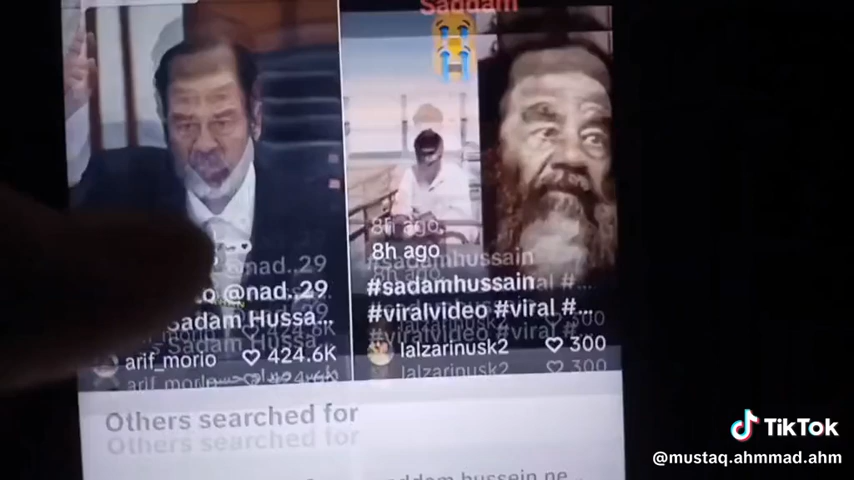 Saddam
8h ago
@nad..29
#sadamhussain
Sadam Hussa...
#viralvideo #viral #...
arif_morio ♡ 424.6K
lalzarinusk2 ♡ 300
Others searched for
TikTok
@mustaq.ahmmad.ahm